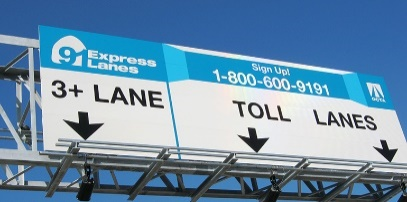 91 Express
Lanes
3+ LANE
Sign Up!
1-800-600-9191
TOLL LANES